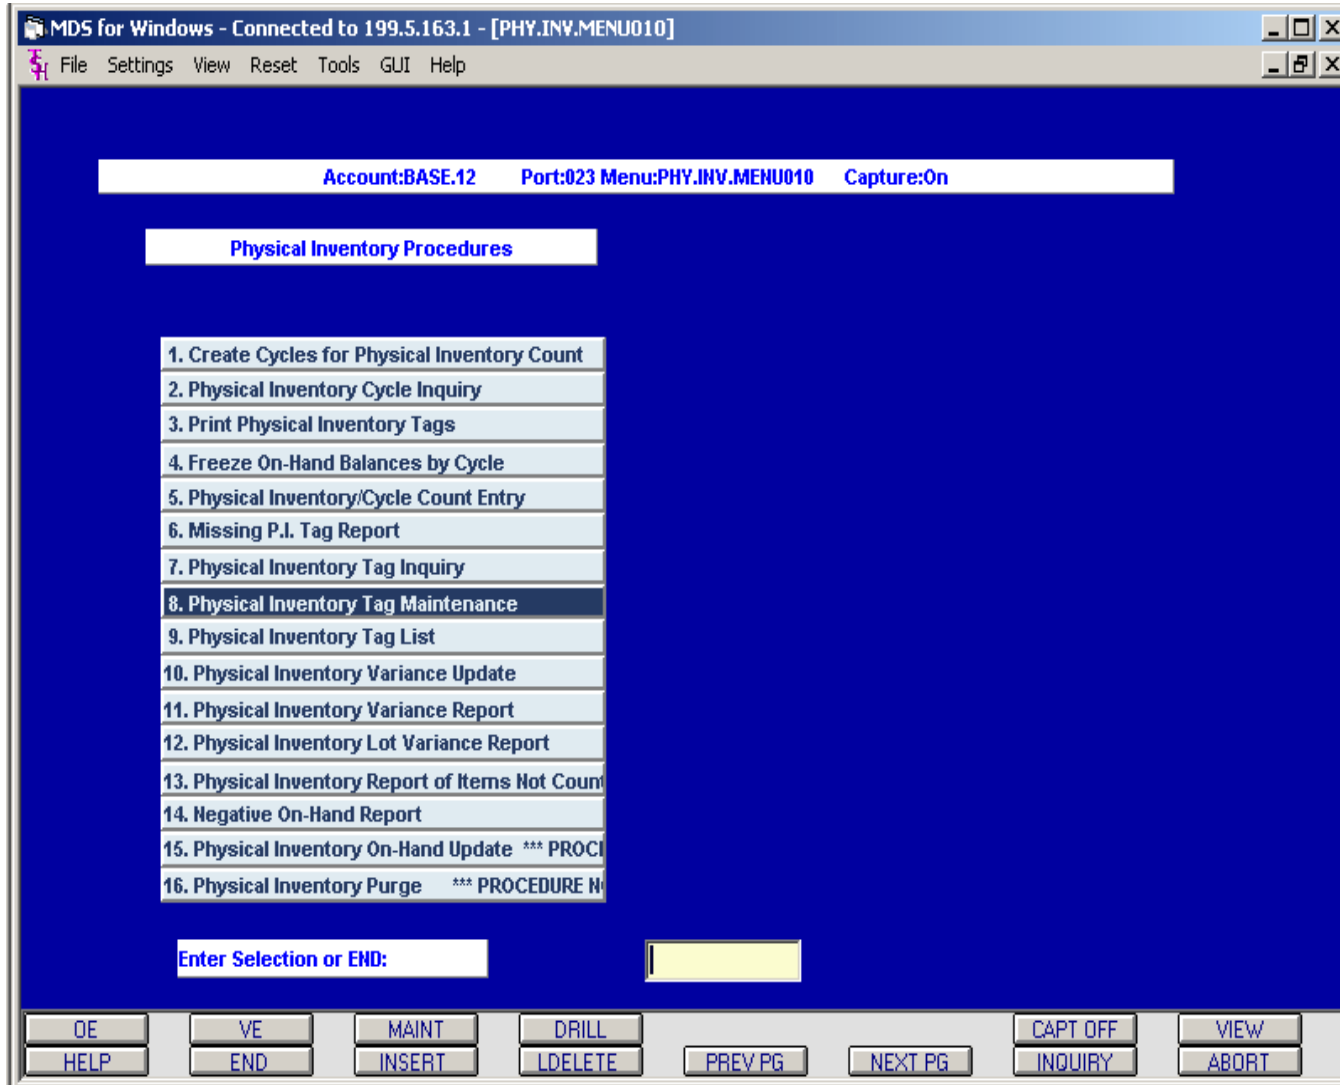 MDS for Windows - Connected to 199.5.163.1 - [PHY.INV.MENU010]
File Settings View Reset Tools GUI Help
Account:BASE.12 Port:023 Menu:PHY.INV.MENU010 Capture:On
Physical Inventory Procedures
1. Create Cycles for Physical Inventory Count
2. Physical Inventory Cycle Inquiry
3. Print Physical Inventory Tags
4. Freeze On-Hand Balances by Cycle
5. Physical Inventory/Cycle Count Entry
6. Missing P.I. Tag Report
7. Physical Inventory Tag Inquiry
8. Physical Inventory Tag Maintenance
9. Physical Inventory Tag List
10. Physical Inventory Variance Update
11. Physical Inventory Variance Report
12. Physical Inventory Lot Variance Report
13. Physical Inventory Report of Items Not Count
14. Negative On-Hand Report
15. Physical Inventory On-Hand Update *** PROC
16. Physical Inventory Purge *** PROCEDURE N
Enter Selection or END:
OE VE MAINT DRILL CAPT OFF VIEW
HELP END INSERT LDELETE PREV PG NEXT PG INQUIRY ABORT